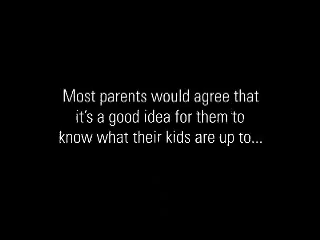 Most parents would agree that
it's a good idea for them to
know what their kids are up to...